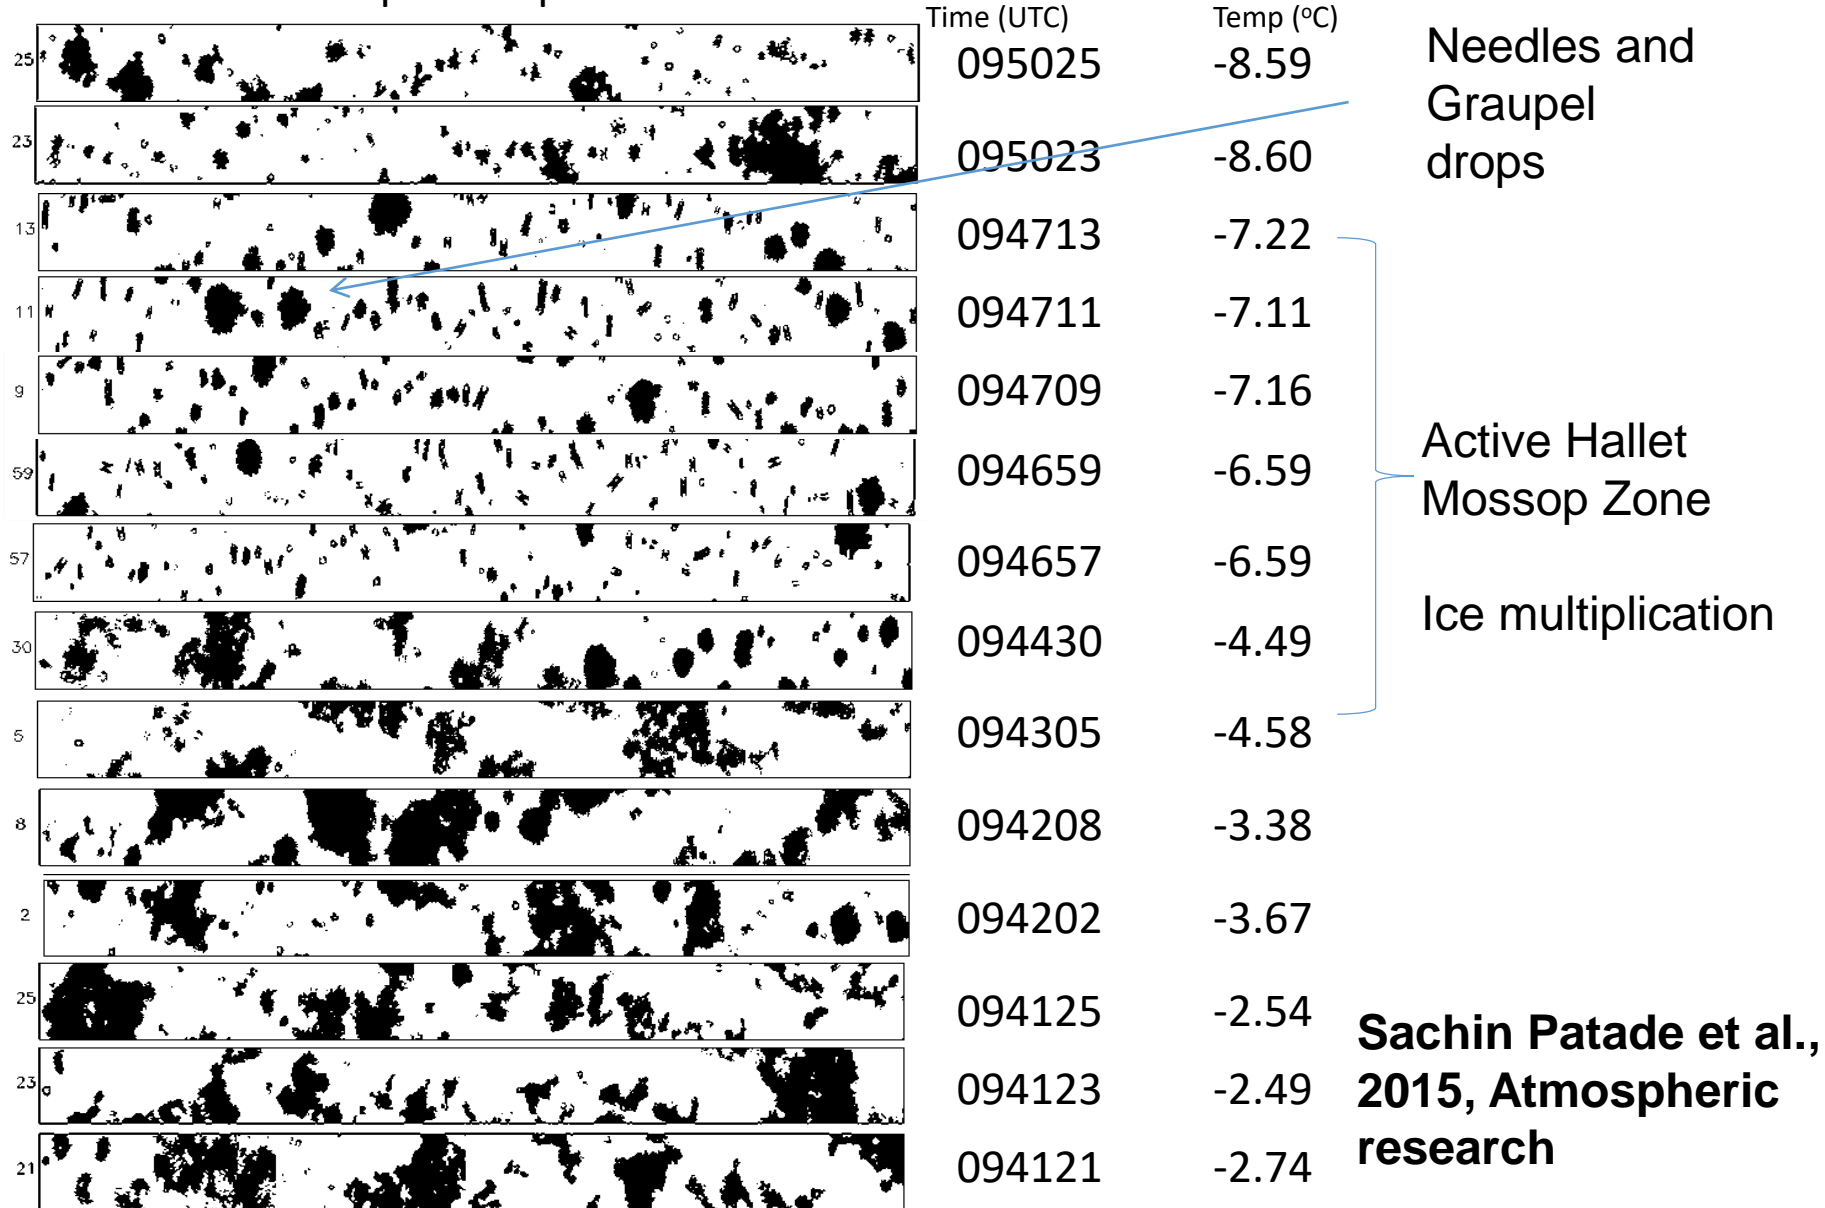 Time (UTC) Temp (ºC)
25 095025 -8.59
23 095023 -8.60
13 094713 -7.22
11 094711 -7.11
9 094709 -7.16
59 094659 -6.59
57 094657 -6.59
30 094430 -4.49
5 094305 -4.58
8 094208 -3.38
2 094202 -3.67
25 094125 -2.54
23 094123 -2.49
21 094121 -2.74
Needles and
Graupel
drops
Active Hallet
Mossop Zone
Ice multiplication
Sachin Patade et al.,
2015, Atmospheric
research